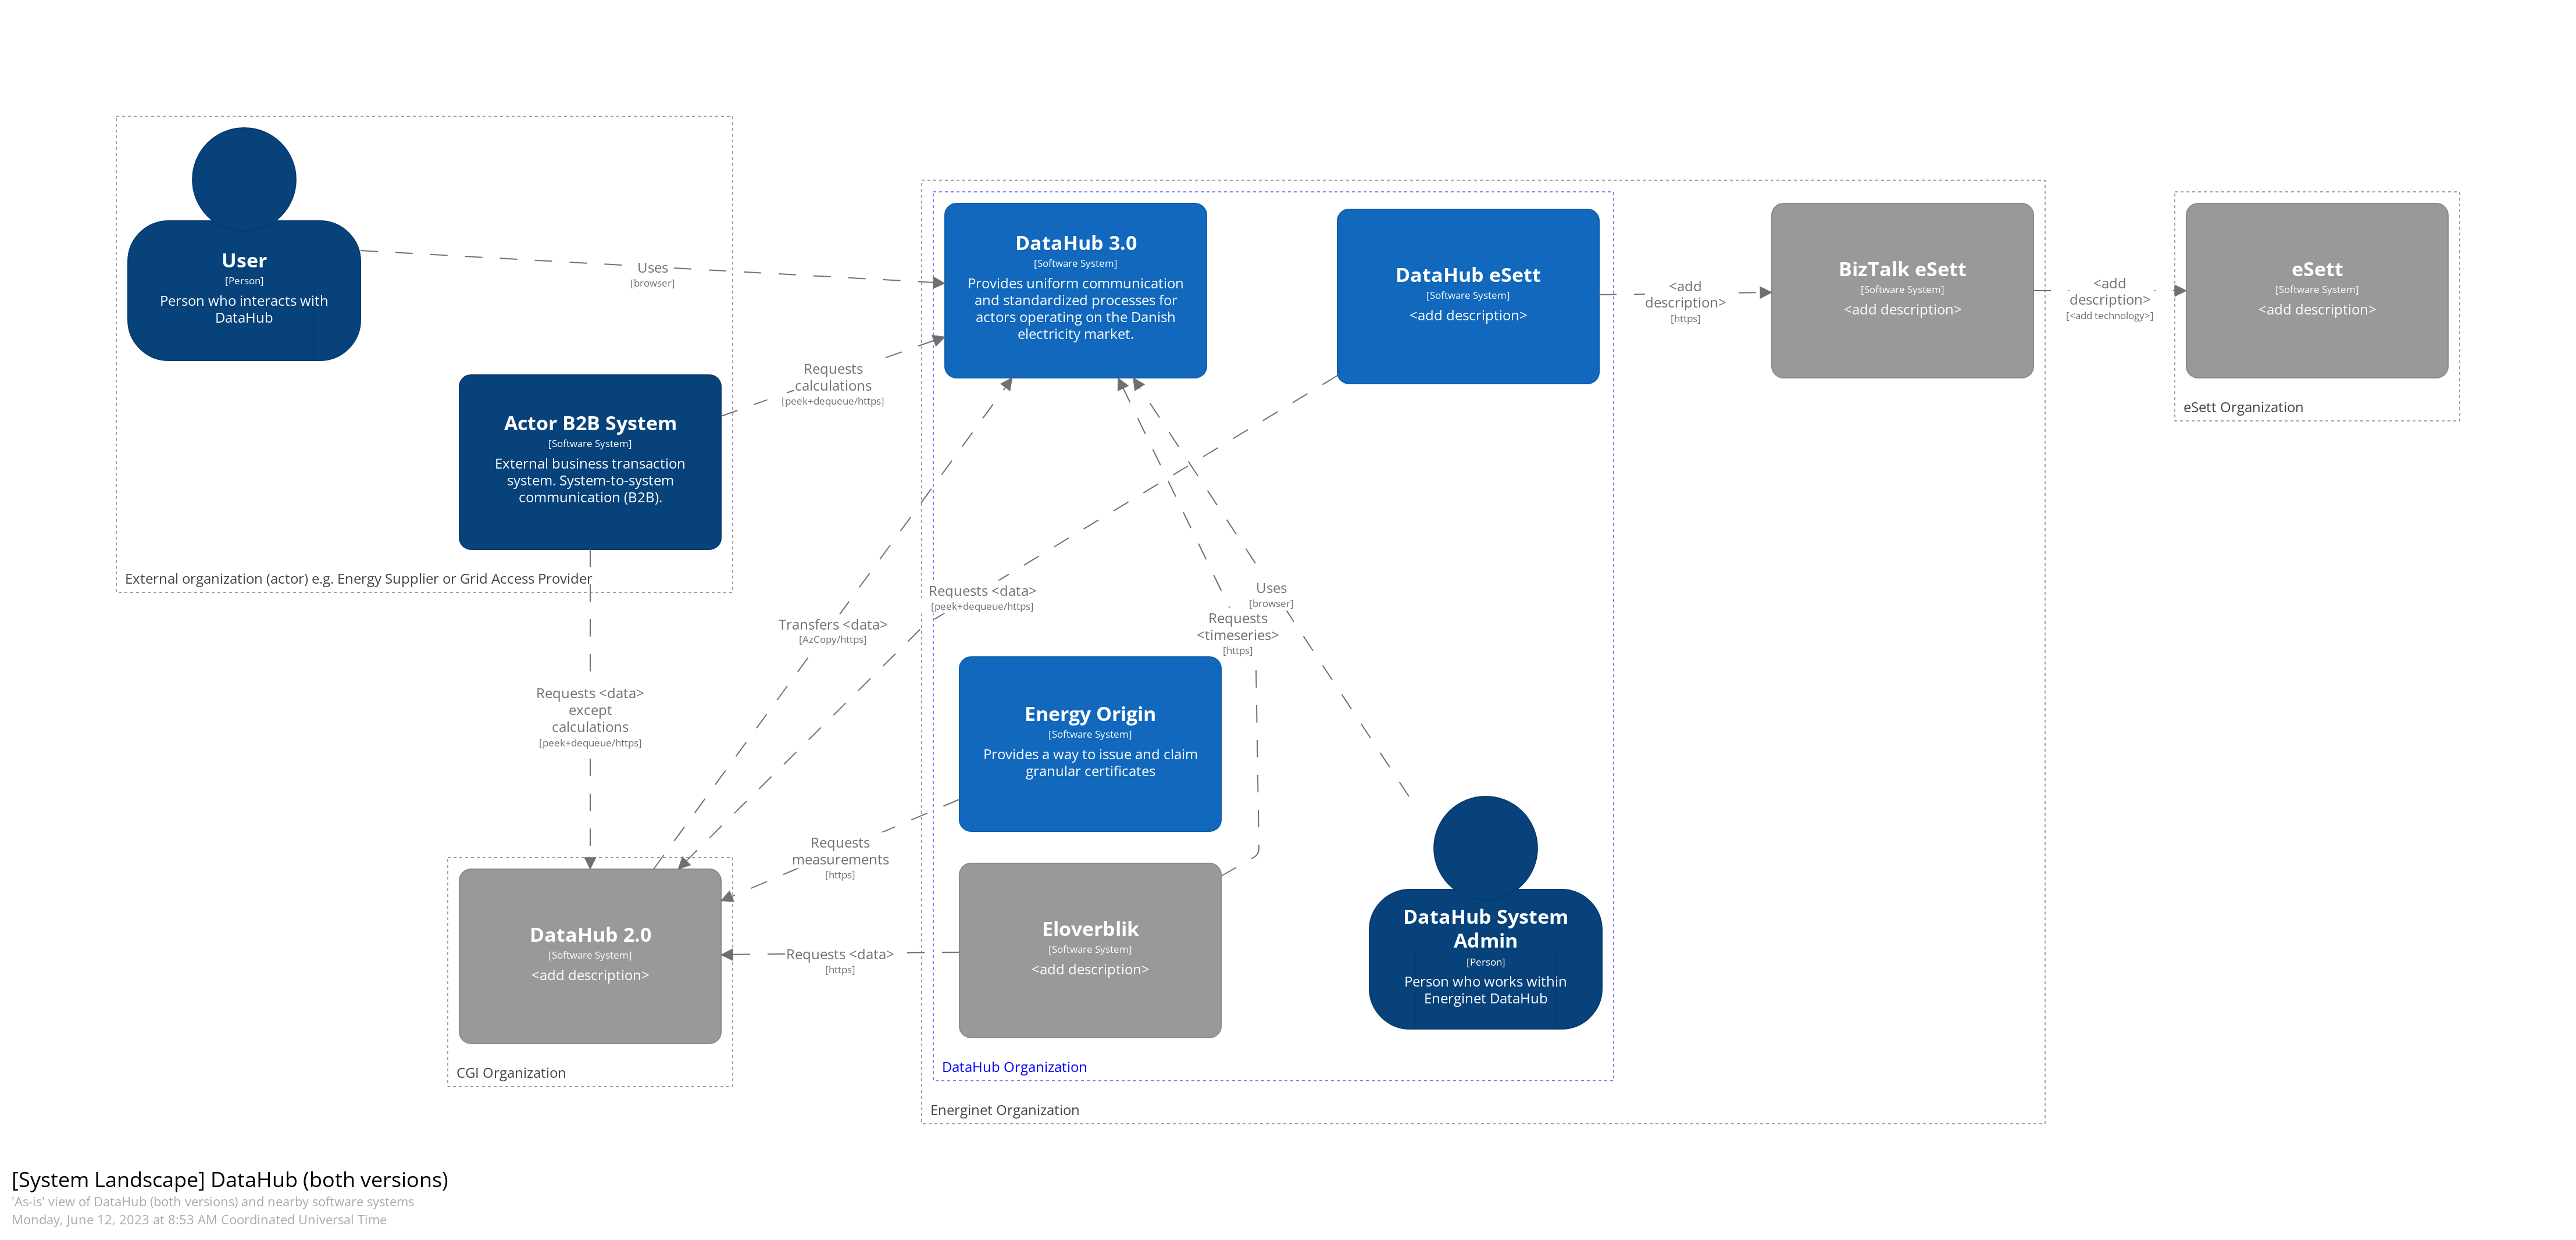 User
[Person]
Person who interacts with
DataHub
Actor B2B System
[Software System]
External business transaction
system. System-to-system
communication (B2B).
External organization (actor) e.g. Energy Supplier or Grid Access Provider
Uses
[browser]
Requests
calculations
[peek+dequeue/https]
DataHub 3.0
[Software System]
Provides uniform communication
and standardized processes for
actors operating on the Danish
electricity market.
DataHub eSett
[Software System]
<add description>
<add
description>
[https]
BizTalk eSett
[Software System]
<add description>
<add
description>
[<add technology>]
eSett
[Software System]
<add description>
eSett Organization
Requests <data>
except
calculations
[peek+dequeue/https]
Transfers <data>
[AzCopy/https]
Requests <data>
[peek+dequeue/https]
Uses
[browser]
Requests
<timeseries>
[https]
Energy Origin
[Software System]
Provides a way to issue and claim
granular certificates
Requests
measurements
[https]
DataHub 2.0
[Software System]
<add description>
CGI Organization
Requests <data>
[https]
Eloverblik
[Software System]
<add description>
DataHub System
Admin
[Person]
Person who works within
Energinet DataHub
DataHub Organization
Energinet Organization
[System Landscape] DataHub (both versions)
'As-is' view of DataHub (both versions) and nearby software systems
Monday, June 12, 2023 at 8:53 AM Coordinated Universal Time